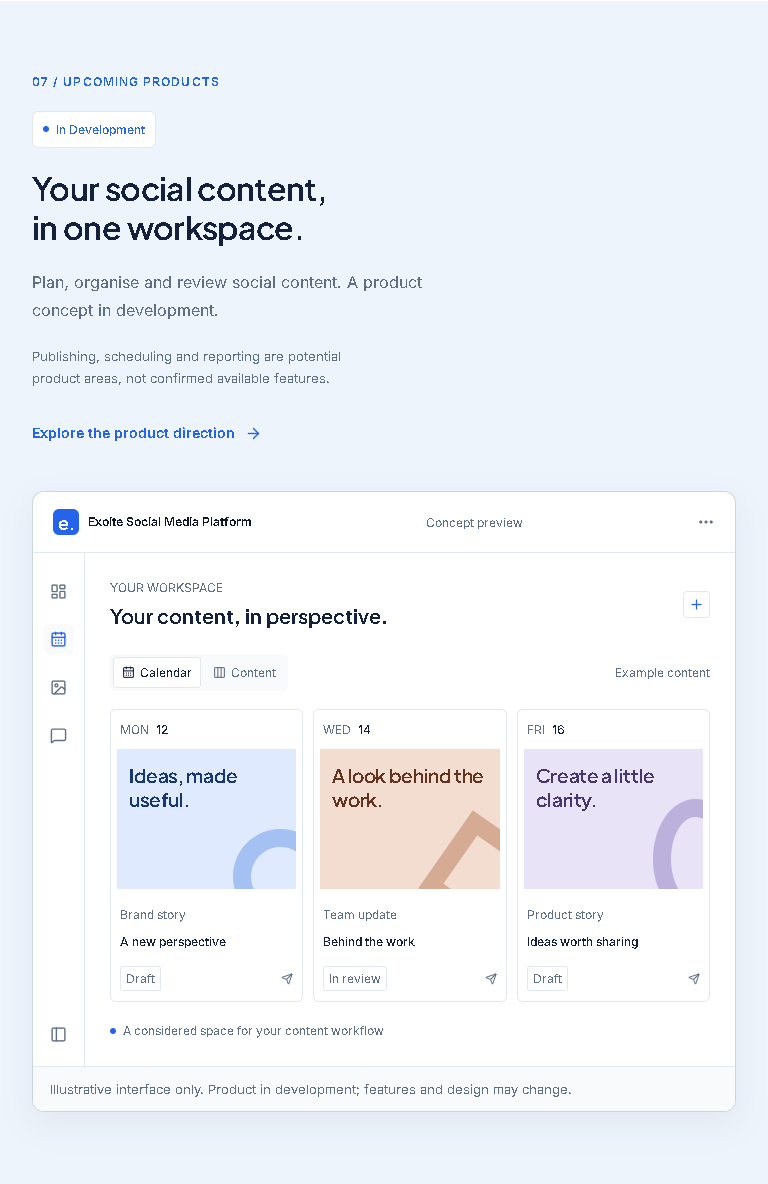 07 / UPCOMING PRODUCTS
In Development
Your social content,
in one workspace.
Plan, organise and review social content. A product
concept in development.
Publishing, scheduling and reporting are potential
product areas, not confirmed available features.
Explore the product direction
e. Exoite Social Media Platform
Concept preview
YOUR WORKSPACE
Your content, in perspective.
Calendar Content
Example content
MON 12
Ideas, made
useful.
Brand story
A new perspective
Draft
WED 14
A look behind the
work.
Team update
Behind the work
In review
FRI 16
Create a little
clarity.
Product story
Ideas worth sharing
Draft
A considered space for your content workflow
Illustrative interface only. Product in development; features and design may change.